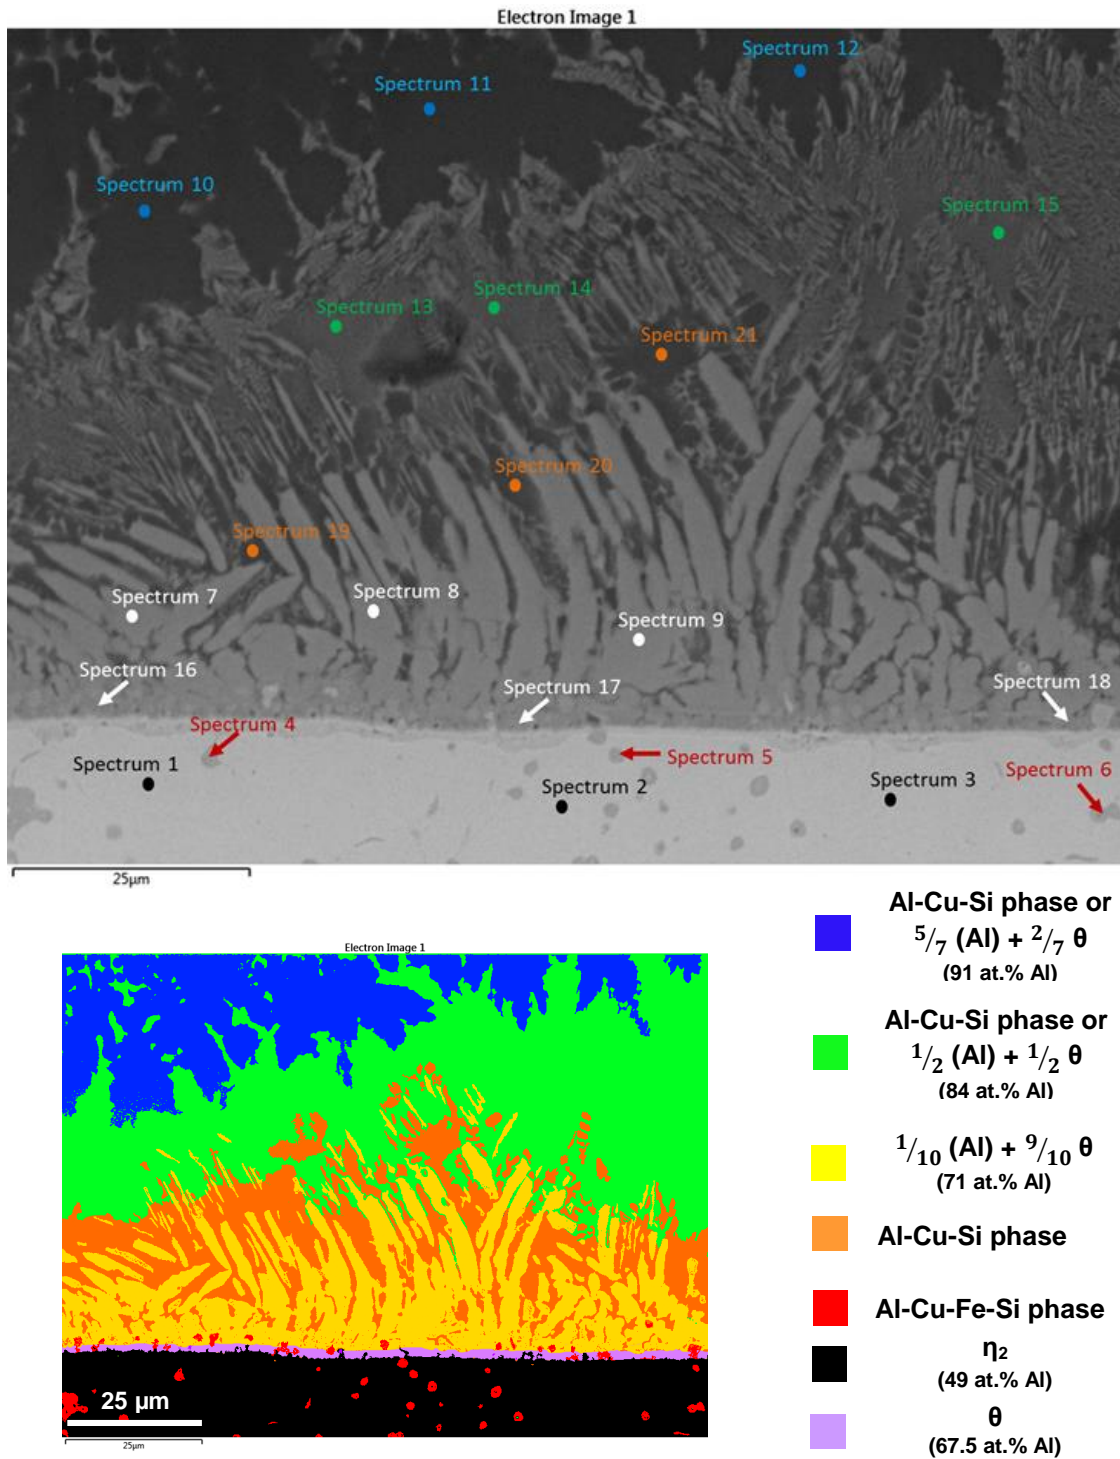 Electron Image 1
Spectrum 12
Spectrum 11
Spectrum 10
Spectrum 15
Spectrum 14
Spectrum 13
Spectrum 21
Spectrum 20
Spectrum 19
Spectrum 7
Spectrum 8
Spectrum 9
Spectrum 16
Spectrum 17
Spectrum 18
Spectrum 4
Spectrum 1
Spectrum 5
Spectrum 6
Spectrum 2
Spectrum 3
25µm
Electron Image 1
25 µm
25µm
Al-Cu-Si phase or
5/7 (Al) + 2/7 θ
(91 at.% Al)
Al-Cu-Si phase or
1/2 (Al) + 1/2 θ
(84 at.% Al)
1/10 (Al) + 9/10 θ
(71 at.% Al)
Al-Cu-Si phase
Al-Cu-Fe-Si phase
η2
(49 at.% Al)
θ
(67.5 at.% Al)